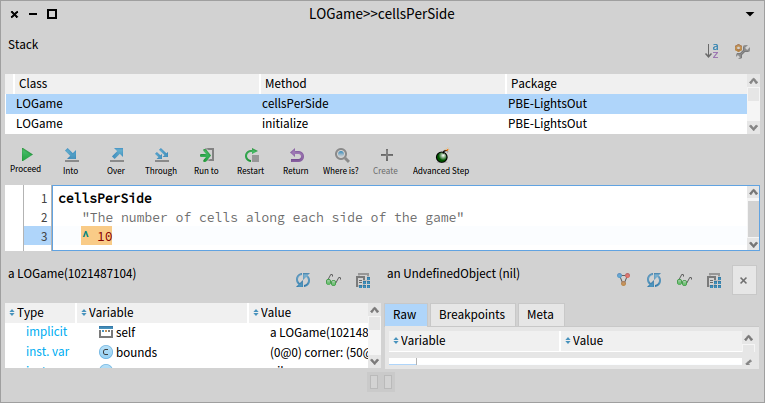 LOGame>>cellsPerSide
Stack
Class Method Package
LOGame cellsPerSide PBE-LightsOut
LOGame initialize PBE-LightsOut
Proceed Into Over Through Run to Restart Return Where is? Create Advanced Step
1 cellsPerSide
2 "The number of cells along each side of the game"
3 ^ 10
a LOGame(1021487104) an UndefinedObject (nil)
Raw Breakpoints Meta
Type Variable Value
Variable Value
implicit self a LOGame(102148
inst. var bounds (0@0) corner: (50@